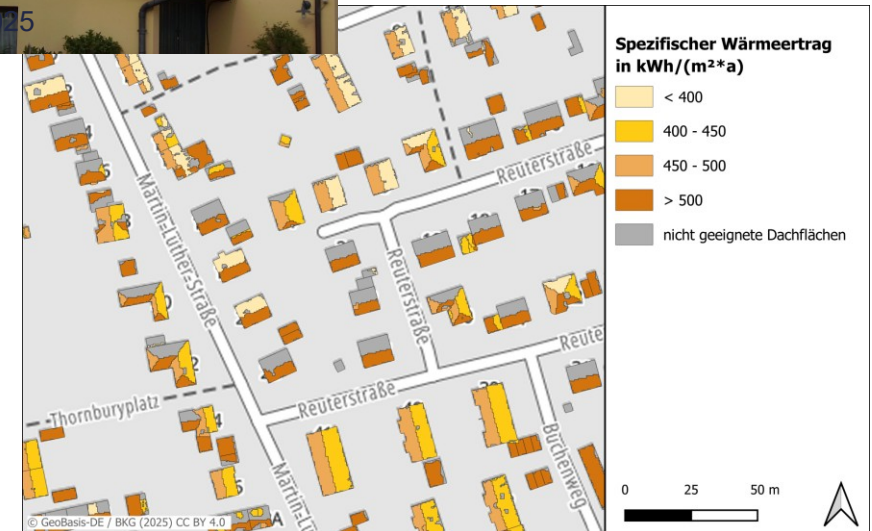 25
Spezifischer Wärmeertrag
in kWh/(m²*a)
< 400
400 - 450
450 - 500
> 500
nicht geeignete Dachflächen
Reuterstraße
Martin-Luther-Straße
Reuterstraße
Reuterstraße
Thornburyplatz
Buchenweg
0 25 50 m
© GeoBasis-DE / BKG (2025) CC BY 4.0